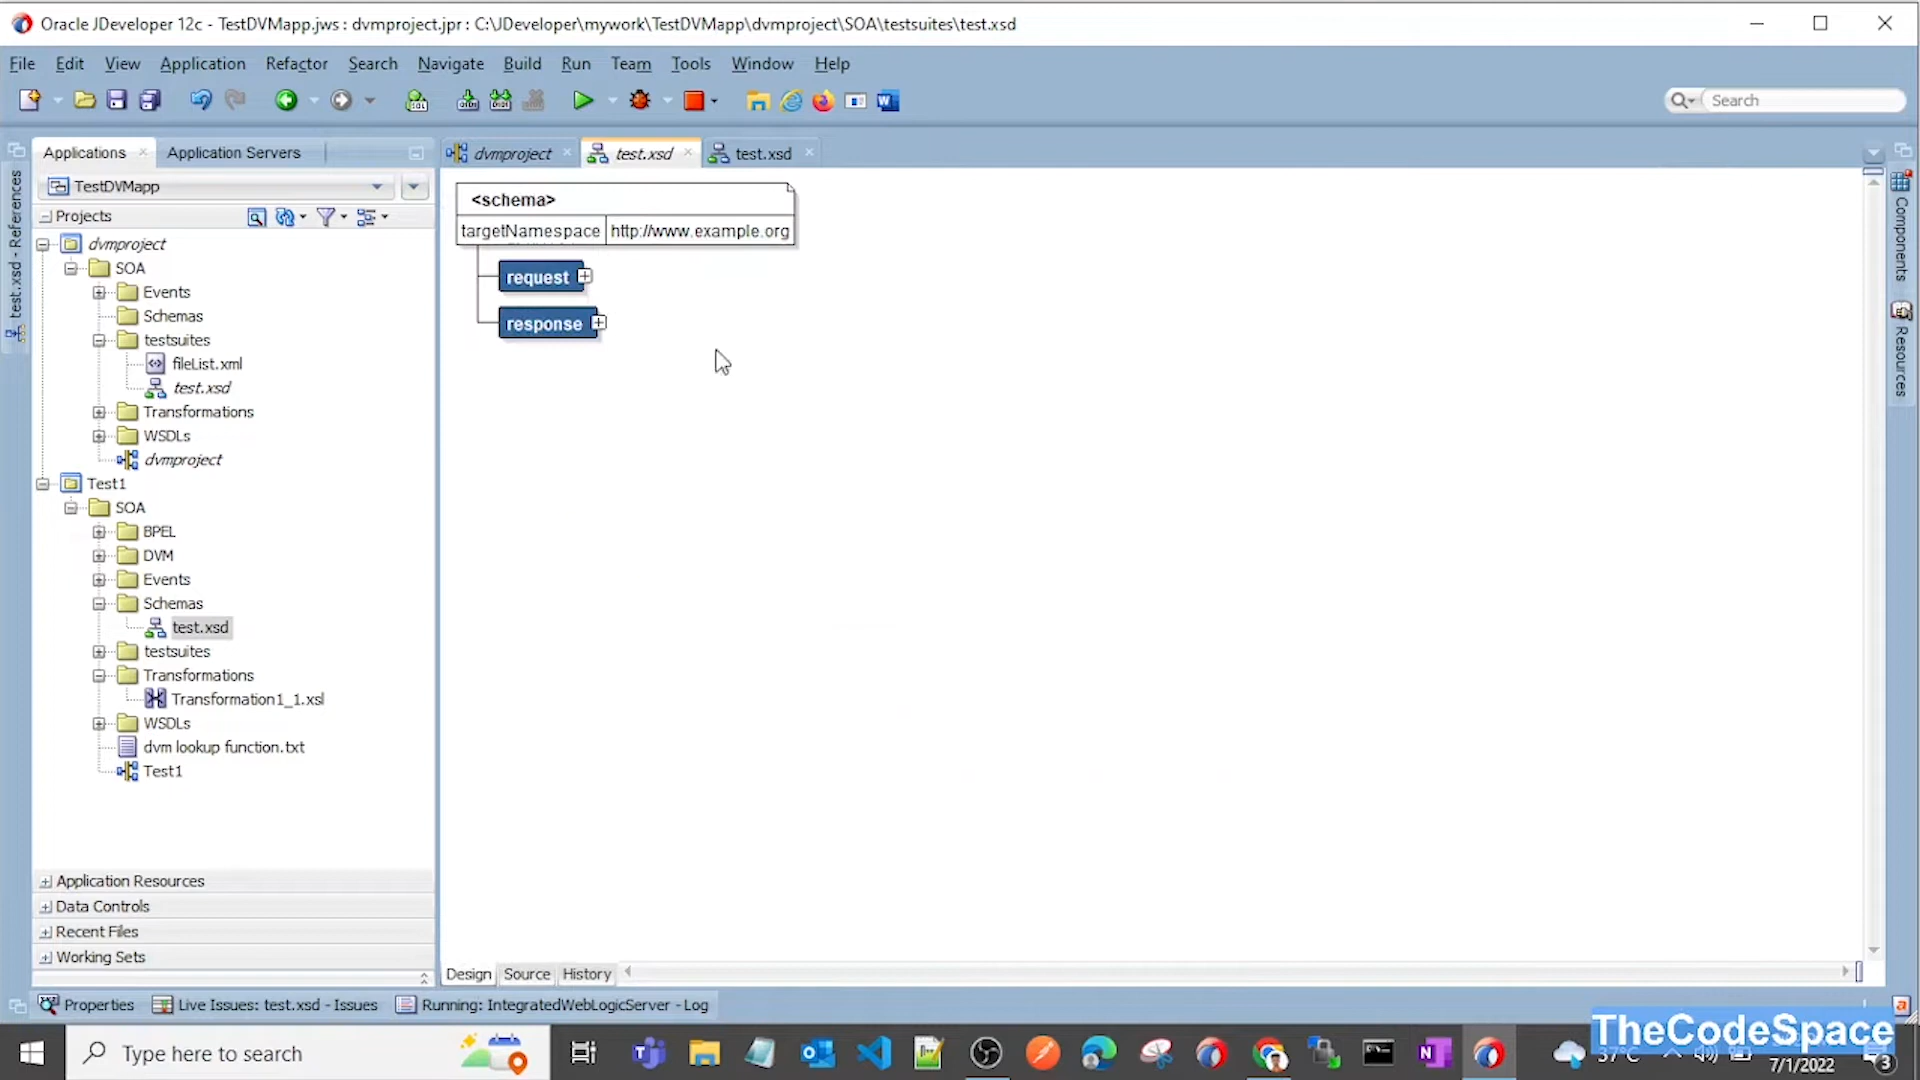 Oracle JDeveloper 12c - TestDVMapp.jws : dvmproject.jpr : C:\JDeveloper\mywork\TestDVMapp\dvmproject\SOA\testsuites\test.xsd
File Edit View Application Refactor Search Navigate Build Run Team Tools Window Help
Search
Applications Application Servers
dvmproject test.xsd test.xsd
test.xsd - References
TestDVMapp
Projects
dvmproject
SOA
Events
Schemas
testsuites
fileList.xml
test.xsd
Transformations
WSDLs
dvmproject
Test1
SOA
BPEL
DVM
Events
Schemas
test.xsd
testsuites
Transformations
Transformation1_1.xsl
WSDLs
dvm lookup function.txt
Test1
Application Resources
Data Controls
Recent Files
Working Sets
<schema>
targetNamespace http://www.example.org
request
response
Components
Resources
Design Source History
Properties Live Issues: test.xsd - Issues Running: IntegratedWebLogicServer - Log
TheCodeSpace
Type here to search
37°C
7/1/2022
3